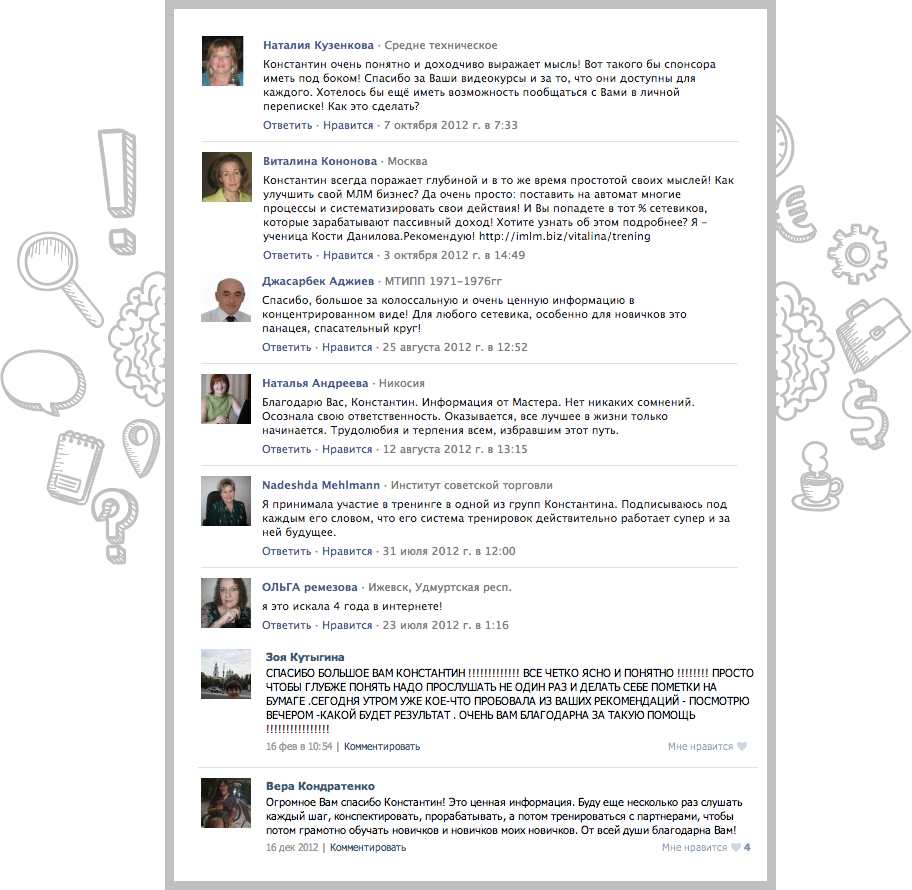 Наталия Кузенкова · Средне техническое
Константин очень понятно и доходчиво выражает мысль! Вот такого бы спонсора
иметь под боком! Спасибо за Ваши видеокурсы и за то, что они доступны для
каждого. Хотелось бы ещё иметь возможность пообщаться с Вами в личной
переписке! Как это сделать?
Ответить · Нравится · 7 октября 2012 г. в 7:33
Виталина Кононова · Москва
Константин всегда поражает глубиной и в то же время простотой своих мыслей! Как
улучшить свой МЛМ бизнес? Да очень просто: поставить на автомат многие
процессы и систематизировать свои действия! И Вы попадете в тот % сетевиков,
которые зарабатывают пассивный доход! Хотите узнать об этом подробнее? Я –
ученица Кости Данилова.Рекомендую! http://imlm.biz/vitalina/trening
Ответить · Нравится · 3 октября 2012 г. в 14:49
Джасарбек Аджиев · МТИПП 1971-1976гг
Спасибо, большое за колоссальную и очень ценную информацию в
концентрированном виде! Для любого сетевика, особенно для новичков это
панацея, спасательный круг!
Ответить · Нравится · 25 августа 2012 г. в 12:52
Наталья Андреева · Никосия
Благодарю Вас, Константин. Информация от Мастера. Нет никаких сомнений.
Осознала свою ответственность. Оказывается, все лучшее в жизни только
начинается. Трудолюбия и терпения всем, избравшим этот путь.
Ответить · Нравится · 12 августа 2012 г. в 13:15
Nadeshda Mehlmann · Институт советской торговли
Я принимала участие в тренинге в одной из групп Константина. Подписываюсь под
каждым его словом, что его система тренировок действительно работает супер и за
ней будущее.
Ответить · Нравится · 31 июля 2012 г. в 12:00
ОЛЬГА ремезова · Ижевск, Удмуртская респ.
я это искала 4 года в интернете!
Ответить · Нравится · 23 июля 2012 г. в 1:16
Зоя Кутыгина
СПАСИБО БОЛЬШОЕ ВАМ КОНСТАНТИН !!!!!!!!!!!!! ВСЕ ЧЕТКО ЯСНО И ПОНЯТНО !!!!!!!! ПРОСТО
ЧТОБЫ ГЛУБЖЕ ПОНЯТЬ НАДО ПРОСЛУШАТЬ НЕ ОДИН РАЗ И ДЕЛАТЬ СЕБЕ ПОМЕТКИ НА
БУМАГЕ .СЕГОДНЯ УТРОМ УЖЕ КОЕ-ЧТО ПРОБОВАЛА ИЗ ВАШИХ РЕКОМЕНДАЦИЙ - ПОСМОТРЮ
ВЕЧЕРОМ -КАКОЙ БУДЕТ РЕЗУЛЬТАТ . ОЧЕНЬ ВАМ БЛАГОДАРНА ЗА ТАКУЮ ПОМОЩЬ
!!!!!!!!!!!!!!!!
16 фев в 10:54 | Комментировать Мне нравится
Вера Кондратенко
Огромное Вам спасибо Константин! Это ценная информация. Буду еще несколько раз слушать
каждый шаг, конспектировать, прорабатывать, а потом тренироваться с партнерами, чтобы
потом грамотно обучать новичков и новичков моих новичков. От всей души благодарна Вам!
16 дек 2012 | Комментировать Мне нравится 4